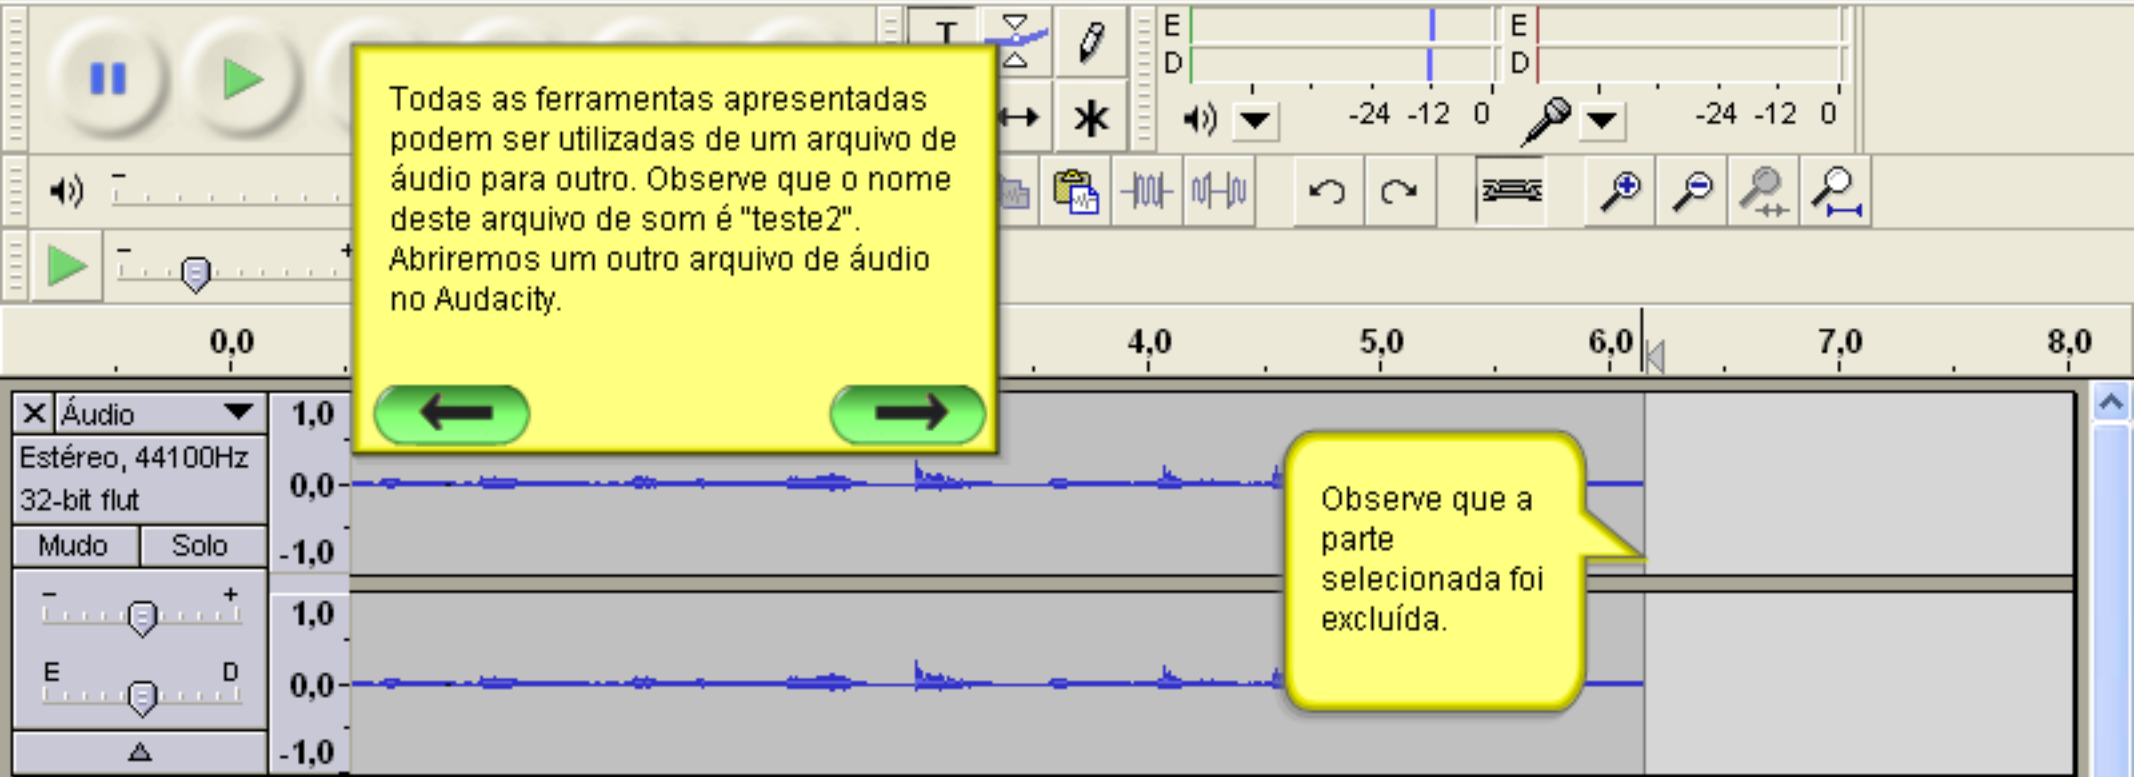 E
D
-24 -12 0
E
D
-24 -12 0
Todas as ferramentas apresentadas
podem ser utilizadas de um arquivo de
áudio para outro. Observe que o nome
deste arquivo de som é "teste2".
Abriremos um outro arquivo de áudio
no Audacity.
0,0
4,0
5,0
6,0
7,0
8,0
X Áudio
Estéreo, 44100Hz
32-bit flut
Mudo
Solo
- +
E D
1,0
0,0
-1,0
1,0
0,0
-1,0
Observe que a
parte
selecionada foi
excluída.